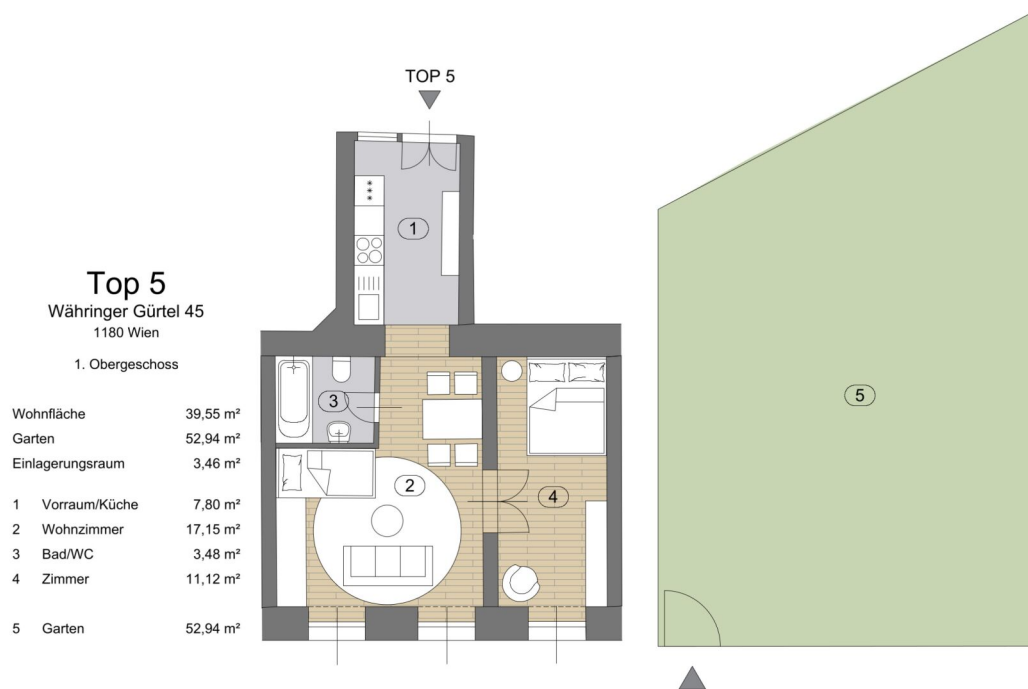 TOP 5
Top 5
Währinger Gürtel 45
1180 Wien
1. Obergeschoss
Wohnfläche 39,55 m²
Garten 52,94 m²
Einlagerungsraum 3,46 m²
1 Vorraum/Küche 7,80 m²
2 Wohnzimmer 17,15 m²
3 Bad/WC 3,48 m²
4 Zimmer 11,12 m²
5 Garten 52,94 m²
1
3
2
4
5